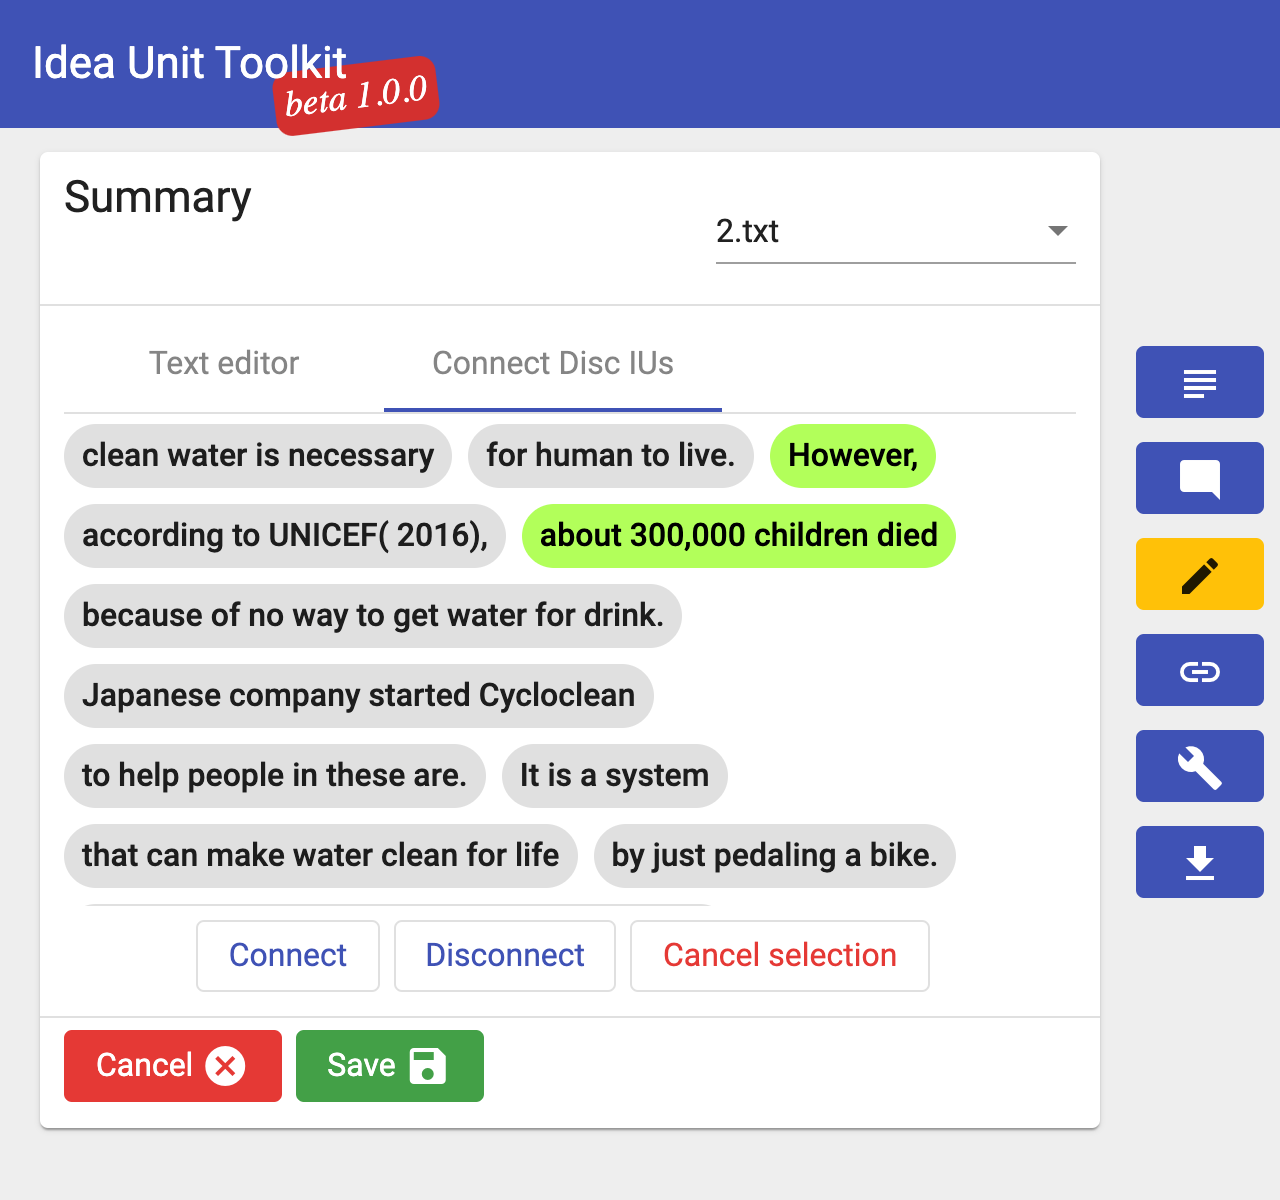 Idea Unit Toolkit
beta 1.0.0
Summary
2.txt
Text editor Connect Disc IUs
clean water is necessary for human to live. However,
according to UNICEF( 2016), about 300,000 children died
because of no way to get water for drink.
Japanese company started Cycloclean
to help people in these are. It is a system
that can make water clean for life by just pedaling a bike.
Connect Disconnect Cancel selection
Cancel Save